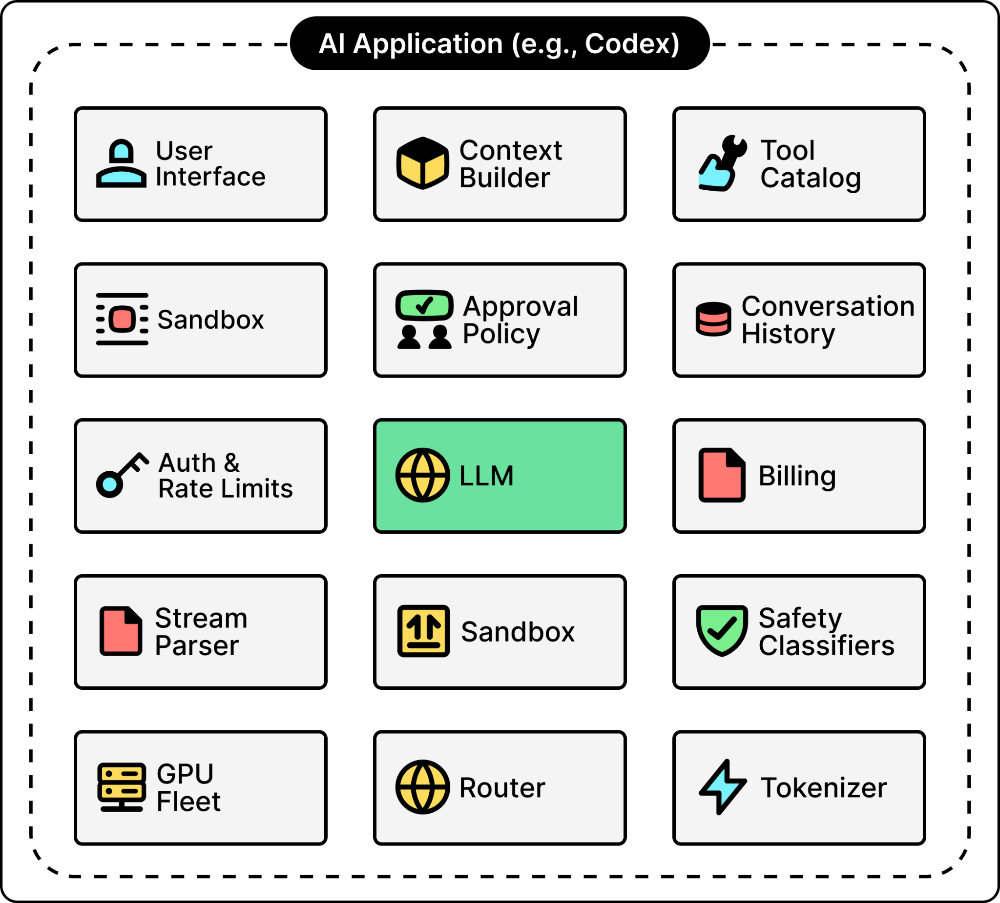 AI Application (e.g., Codex)
User
Interface
Context
Builder
Tool
Catalog
Sandbox
Approval
Policy
Conversation
History
Auth &
Rate Limits
LLM
Billing
Stream
Parser
Sandbox
Safety
Classifiers
GPU
Fleet
Router
Tokenizer